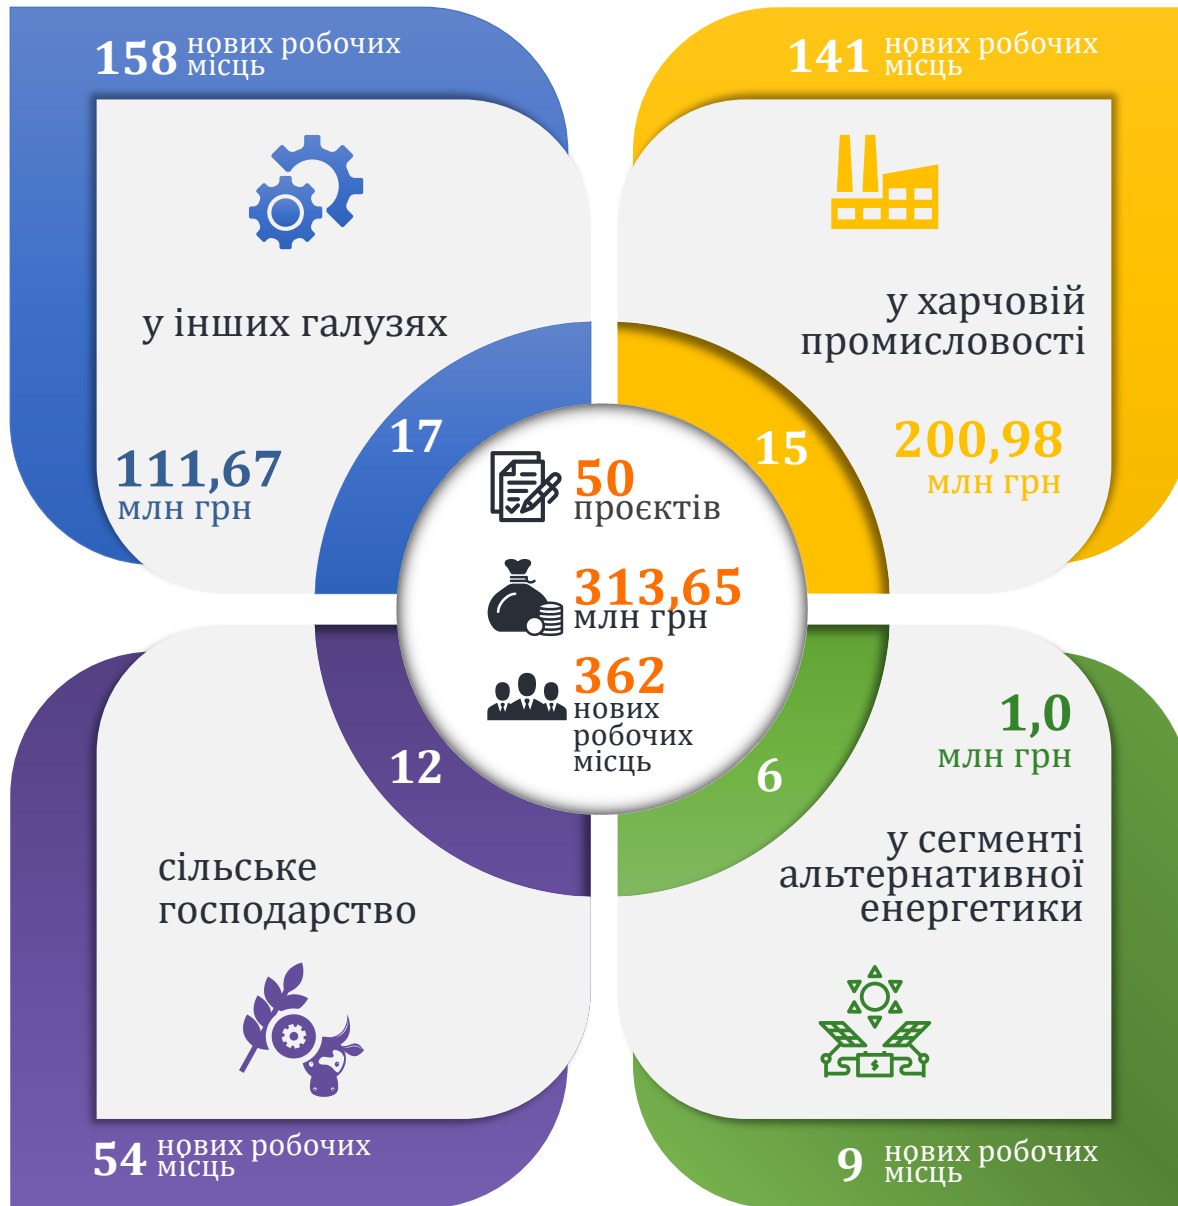 158 нових робочих
місць
у інших галузях
17
111,67
млн грн
141 нових робочих
місць
у харчовій
промисловості
15
200,98
млн грн
50
проєктів
313,65
млн грн
362
нових
робочих
місць
12
сільське
господарство
54 нових робочих
місць
6
1,0
млн грн
у сегменті
альтернативної
енергетики
9 нових робочих
місць